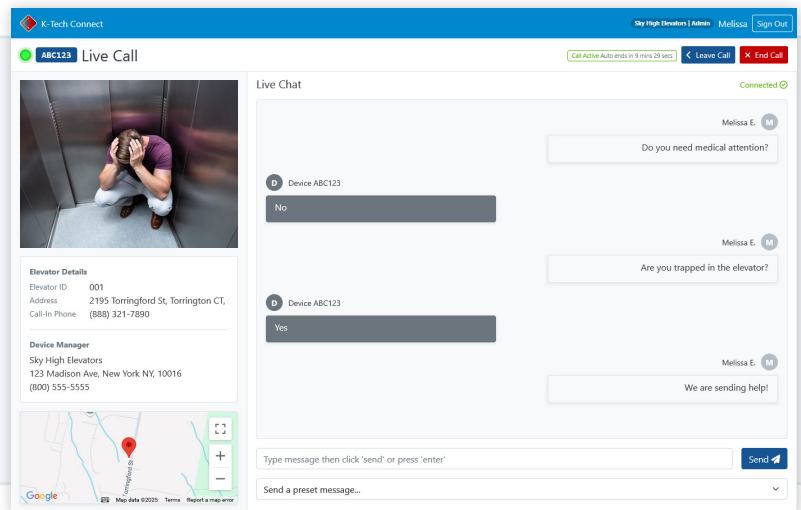 K-Tech Connect
Sky High Elevators | Admin Melissa Sign Out
ABC123 Live Call
Call Active Auto ends in 9 mins 29 secs Leave Call End Call
Elevator Details
Elevator ID 001
Address 2195 Torringford St, Torrington CT,
Call-In Phone (888) 321-7890
Device Manager
Sky High Elevators
123 Madison Ave, New York NY, 10016
(800) 555-5555
Torringford St
Google Map data ©2025 Terms Report a map error
Live Chat Connected
Melissa E. M
Do you need medical attention?
D Device ABC123
No
Melissa E. M
Are you trapped in the elevator?
D Device ABC123
Yes
Melissa E. M
We are sending help!
Type message then click 'send' or press 'enter' Send
Send a preset message...